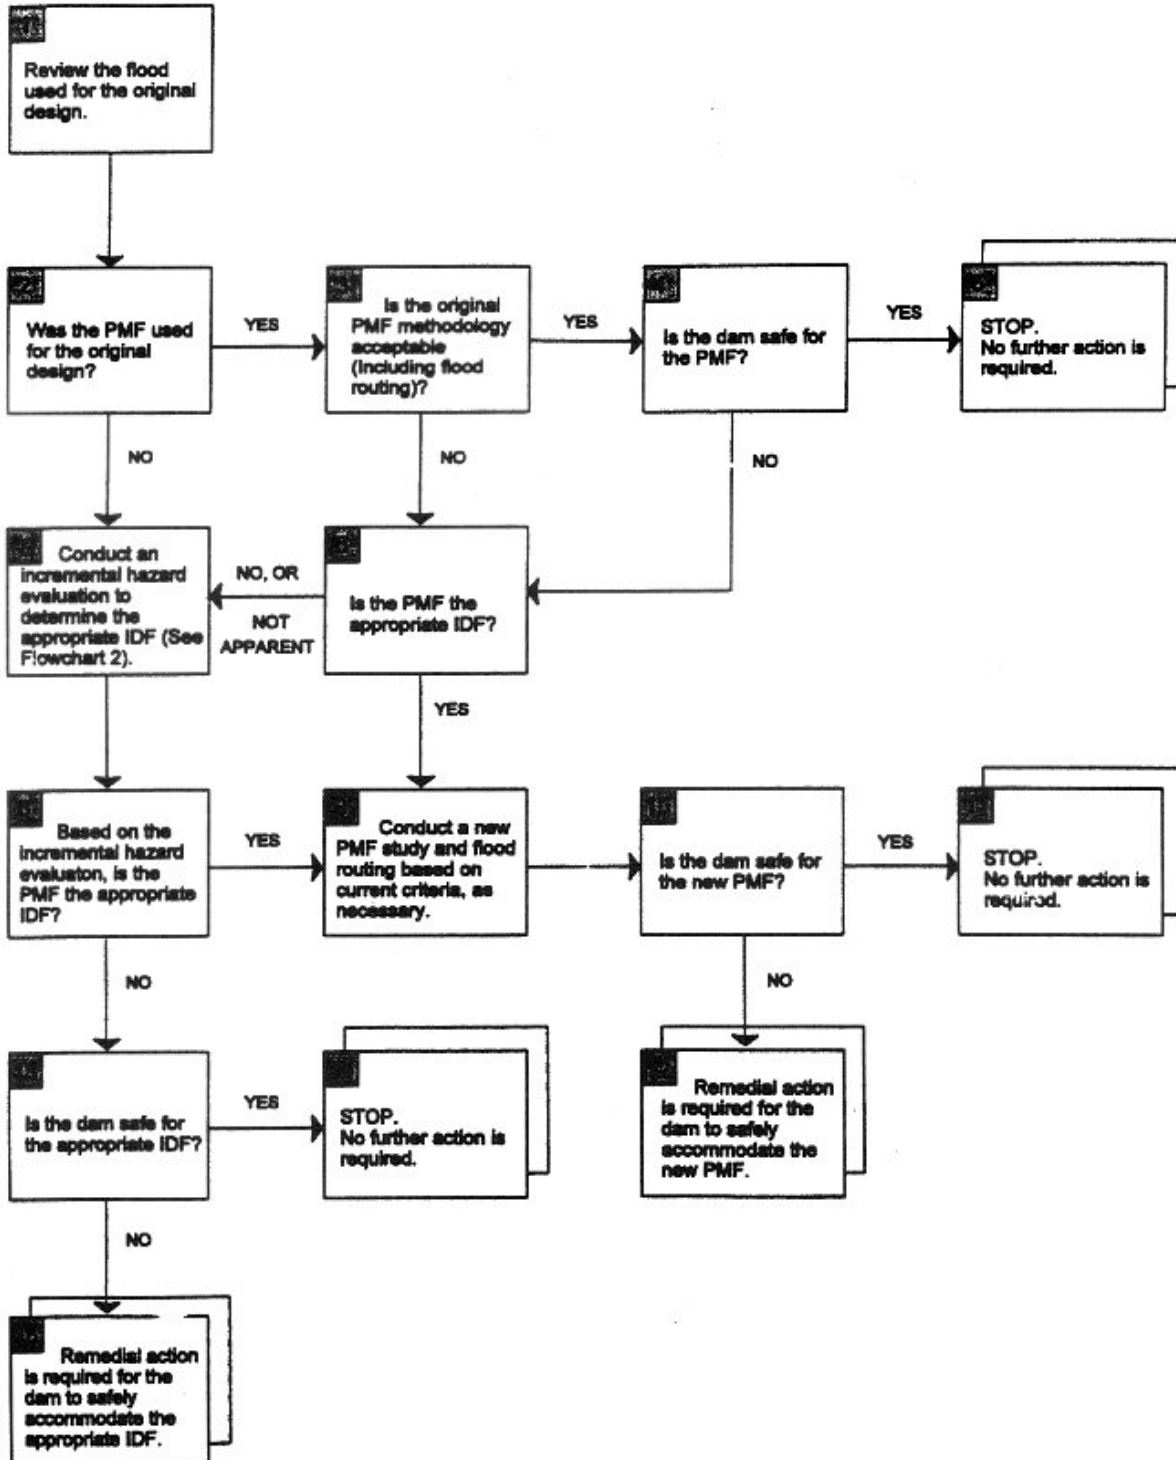 Review the flood
used for the original
design.
Was the PMF used
for the original
design?
YES
Is the original
PMF methodology
acceptable
(Including flood
routing)?
YES
Is the dam safe for
the PMF?
YES
STOP.
No further action is
required.
NO
NO
NO
Conduct an
incremental hazard
evaluation to
determine the
appropriate IDF (See
Flowchart 2).
NO, OR
NOT
APPARENT
Is the PMF the
appropriate IDF?
YES
Based on the
incremental hazard
evaluaton, is the
PMF the appropriate
IDF?
YES
Conduct a new
PMF study and flood
routing based on
current criteria, as
necessary.
Is the dam safe for
the new PMF?
YES
STOP.
No further action is
required.
NO
NO
Is the dam safe for
the appropriate IDF?
YES
STOP.
No further action is
required.
Remedial action
is required for the
dam to safely
accommodate the
new PMF.
NO
Remedial action
is required for the
dam to safely
accommodate the
appropriate IDF.